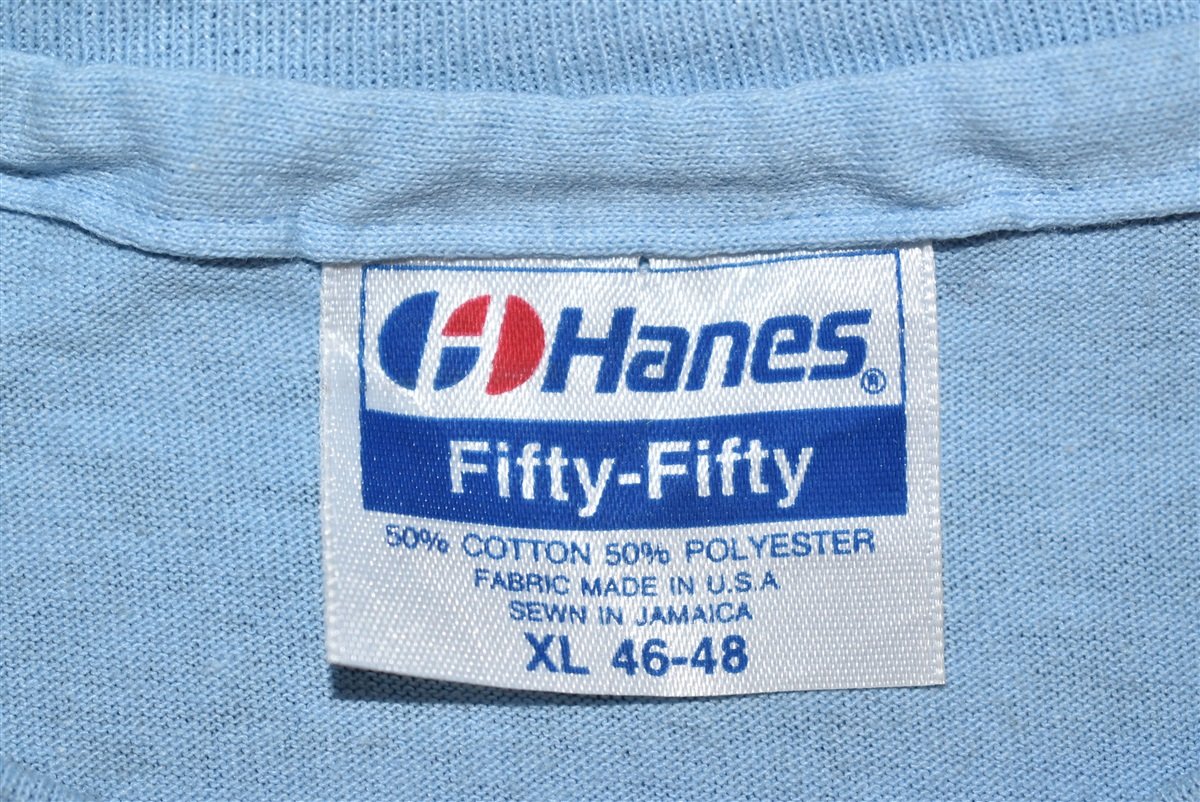 Hanes®
Fifty-Fifty
50% COTTON 50% POLYESTER
FABRIC MADE IN U.S.A
SEWN IN JAMAICA
XL 46-48